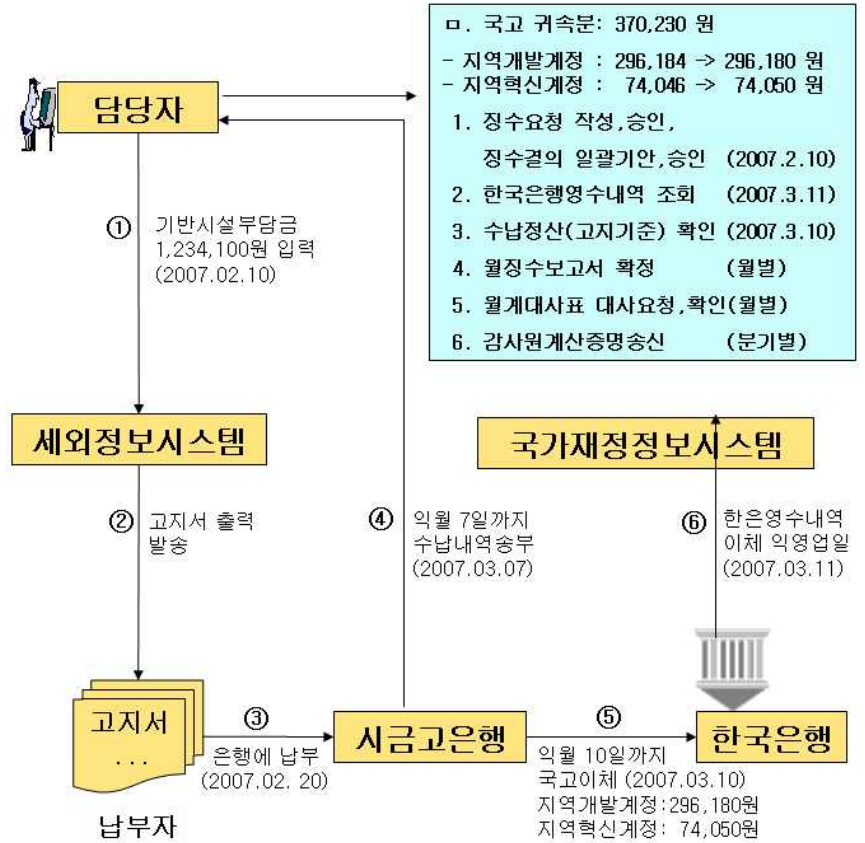 ㅁ. 국고 귀속분: 370,230 원
- 지역개발계정 : 296,184 -> 296,180 원
- 지역혁신계정 : 74,046 -> 74,050원
1. 징수요청 작성,승인,
징수결의 일괄기안,승인 (2007.2.10)
2. 한국은행영수내역 조회 (2007.3.11)
3. 수납정산(고지기준) 확인 (2007.3.10)
4. 월징수보고서 확정 (월별)
5. 월계대사표 대사요청,확인(월별)
6. 감사원계산증명송신 (분기별)
담당자
① 기반시설부담금
1,234,100원 입력
(2007.02.10)
세외정보시스템
국가재정정보시스템
② 고지서 출력
발송
④ 익월 7일까지
수납내역송부
(2007.03.07)
⑥ 한은영수내역
이체 익영업일
(2007.03.11)
고지서
...
납부자
③
은행에 납부
(2007.02. 20)
시금고은행
⑤
익월 10일까지
국고이체 (2007.03.10)
지역개발계정:296,180원
지역혁신계정: 74,050원
한국은행